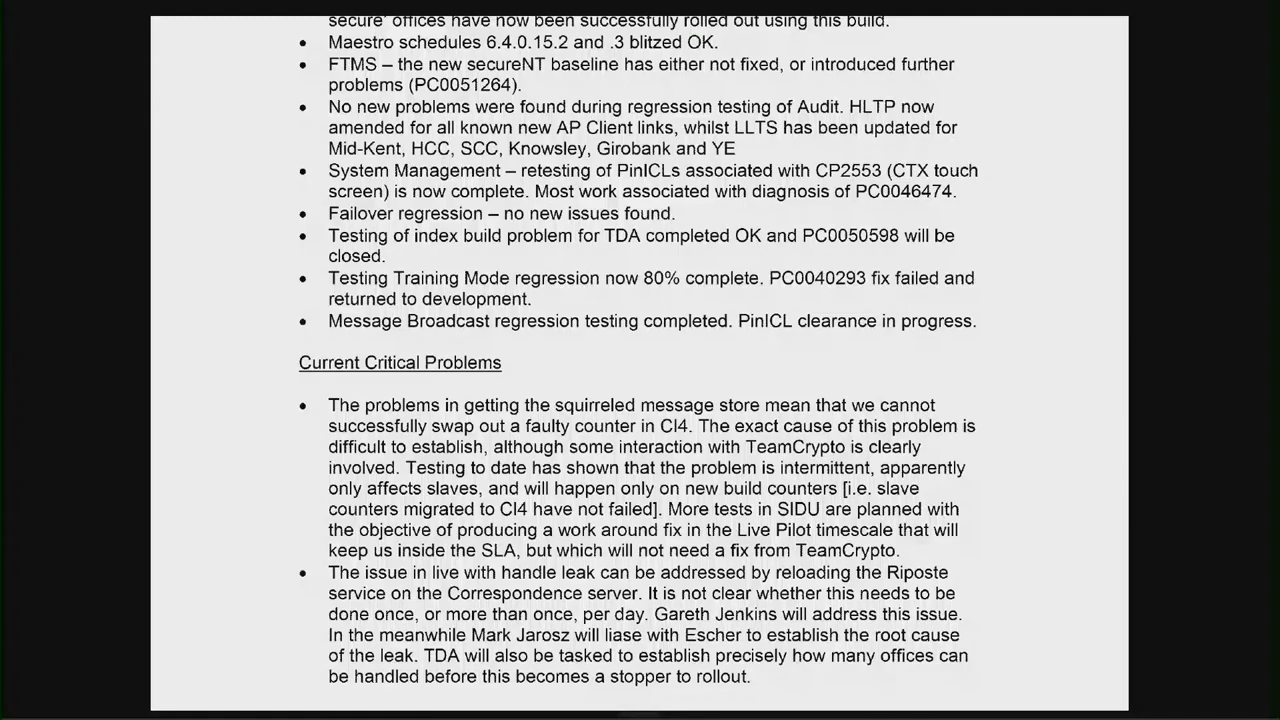 secure' offices have now been successfully rolled out using this build.
• Maestro schedules 6.4.0.15.2 and .3 blitzed OK.
• FTMS – the new secureNT baseline has either not fixed, or introduced further
problems (PC0051264).
• No new problems were found during regression testing of Audit. HLTP now
amended for all known new AP Client links, whilst LLTS has been updated for
Mid-Kent, HCC, SCC, Knowsley, Girobank and YE
• System Management – retesting of PinICLs associated with CP2553 (CTX touch
screen) is now complete. Most work associated with diagnosis of PC0046474.
• Failover regression – no new issues found.
• Testing of index build problem for TDA completed OK and PC0050598 will be
closed.
• Testing Training Mode regression now 80% complete. PC0040293 fix failed and
returned to development.
• Message Broadcast regression testing completed. PinICL clearance in progress.
Current Critical Problems
• The problems in getting the squirreled message store mean that we cannot
successfully swap out a faulty counter in CI4. The exact cause of this problem is
difficult to establish, although some interaction with TeamCrypto is clearly
involved. Testing to date has shown that the problem is intermittent, apparently
only affects slaves, and will happen only on new build counters [i.e. slave
counters migrated to CI4 have not failed]. More tests in SIDU are planned with
the objective of producing a work around fix in the Live Pilot timescale that will
keep us inside the SLA, but which will not need a fix from TeamCrypto.
• The issue in live with handle leak can be addressed by reloading the Riposte
service on the Correspondence server. It is not clear whether this needs to be
done once, or more than once, per day. Gareth Jenkins will address this issue.
In the meanwhile Mark Jarosz will liase with Escher to establish the root cause
of the leak. TDA will also be tasked to establish precisely how many offices can
be handled before this becomes a stopper to rollout.